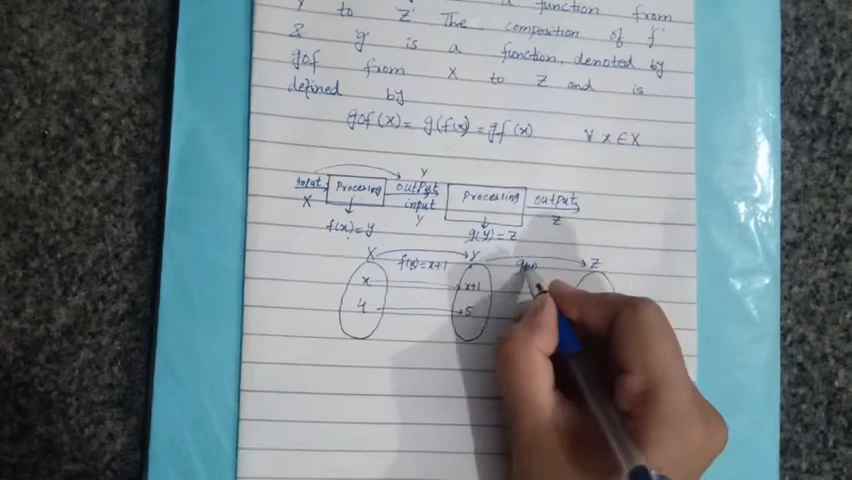 Y to Z. The composition of f
a function from
& g is a function, denoted by
gof from X to Z and is
defined by
gof(x) = g(f(x)) = gf(x) ∀ x ∈ X
input Procesing output Processing output
X Y input Y Z
f(x) = y g(y) = z
X f(x) = x+1 Y Z
x x+1
4 5